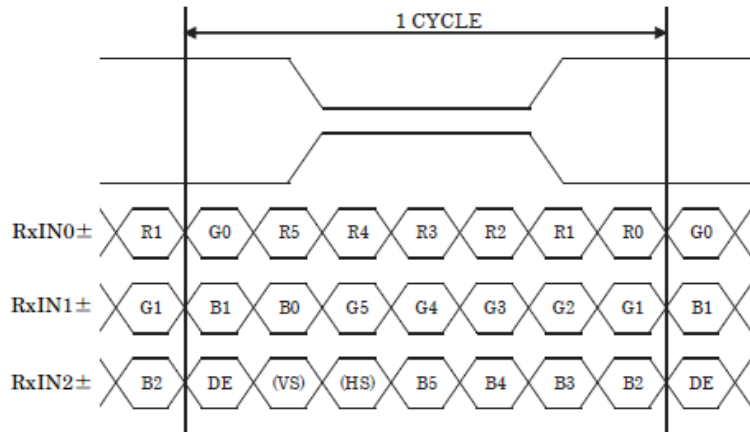 1 CYCLE
RxIN0± R1 G0 R5 R4 R3 R2 R1 R0 G0
RxIN1± G1 B1 B0 G5 G4 G3 G2 G1 B1
RxIN2± B2 DE (VS) (HS) B5 B4 B3 B2 DE